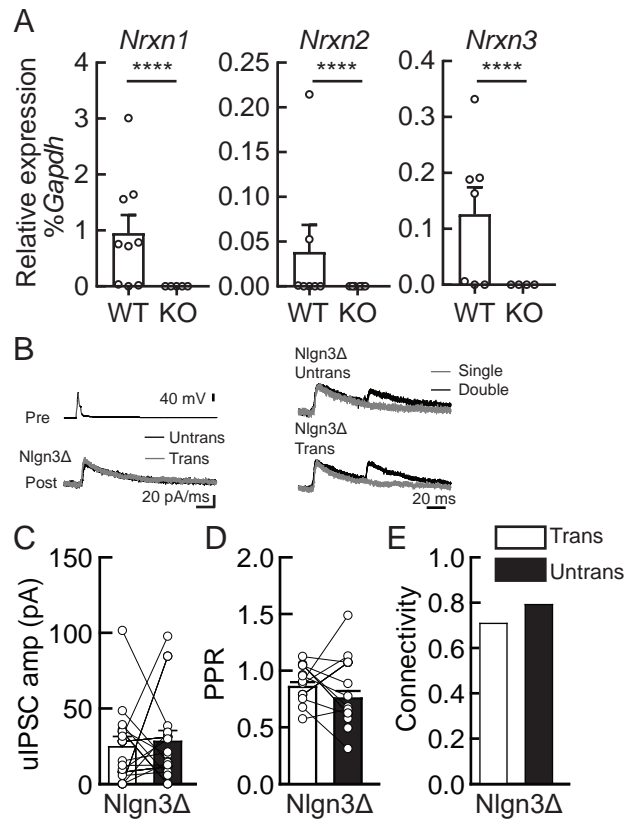 A
Nrxn1 Nrxn2 Nrxn3
**** **** ****
Relative expression
%Gapdh
4
3
2
1
0
0.25
0.20
0.15
0.10
0.05
0.00
0.4
0.3
0.2
0.1
0.0
WT KO WT KO WT KO
B
40 mV
Pre
Untrans
Trans
Nlgn3Δ
Post
20 pA/ms
Nlgn3Δ
Untrans
Single
Double
Nlgn3Δ
Trans
20 ms
C
uIPSC amp (pA)
150
100
50
0
Nlgn3Δ
D
PPR
2.0
1.5
1.0
0.5
0.0
Nlgn3Δ
E
Trans
Untrans
Connectivity
1.0
0.8
0.6
0.4
0.2
0.0
Nlgn3Δ